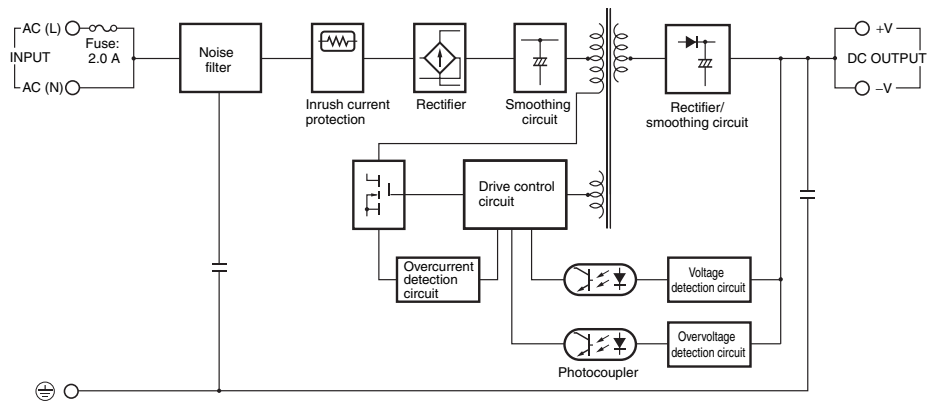 AC (L)
Fuse:
2.0 A
INPUT
AC (N)
Noise
filter
Inrush current
protection
Rectifier
Smoothing
circuit
Rectifier/
smoothing circuit
+V
DC OUTPUT
–V
Drive control
circuit
Overcurrent
detection
circuit
Voltage
detection circuit
Overvoltage
detection circuit
Photocoupler